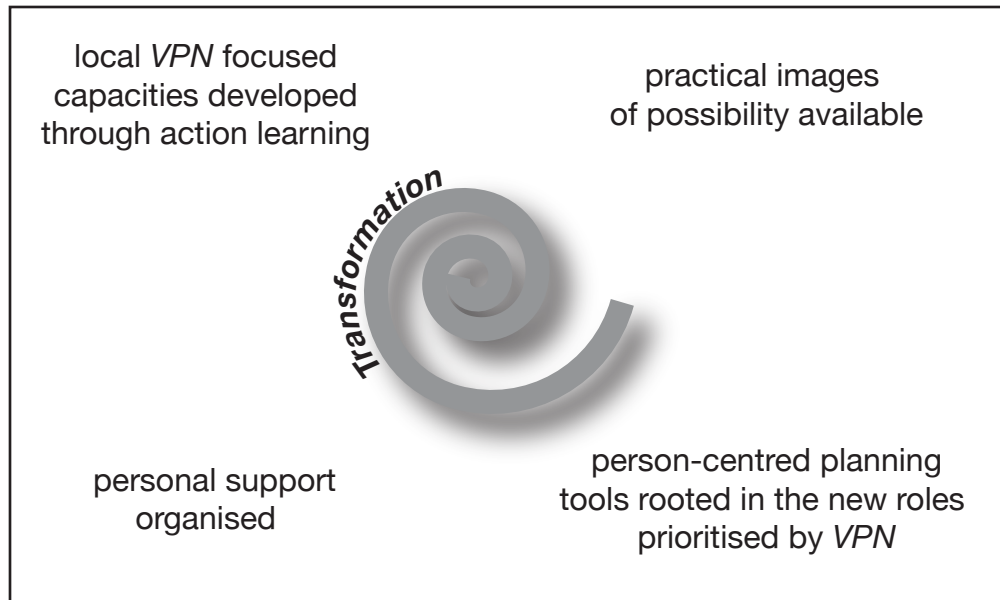 local VPN focused
capacities developed
through action learning
practical images
of possibility available
Transformation
personal support
organised
person-centred planning
tools rooted in the new roles
prioritised by VPN